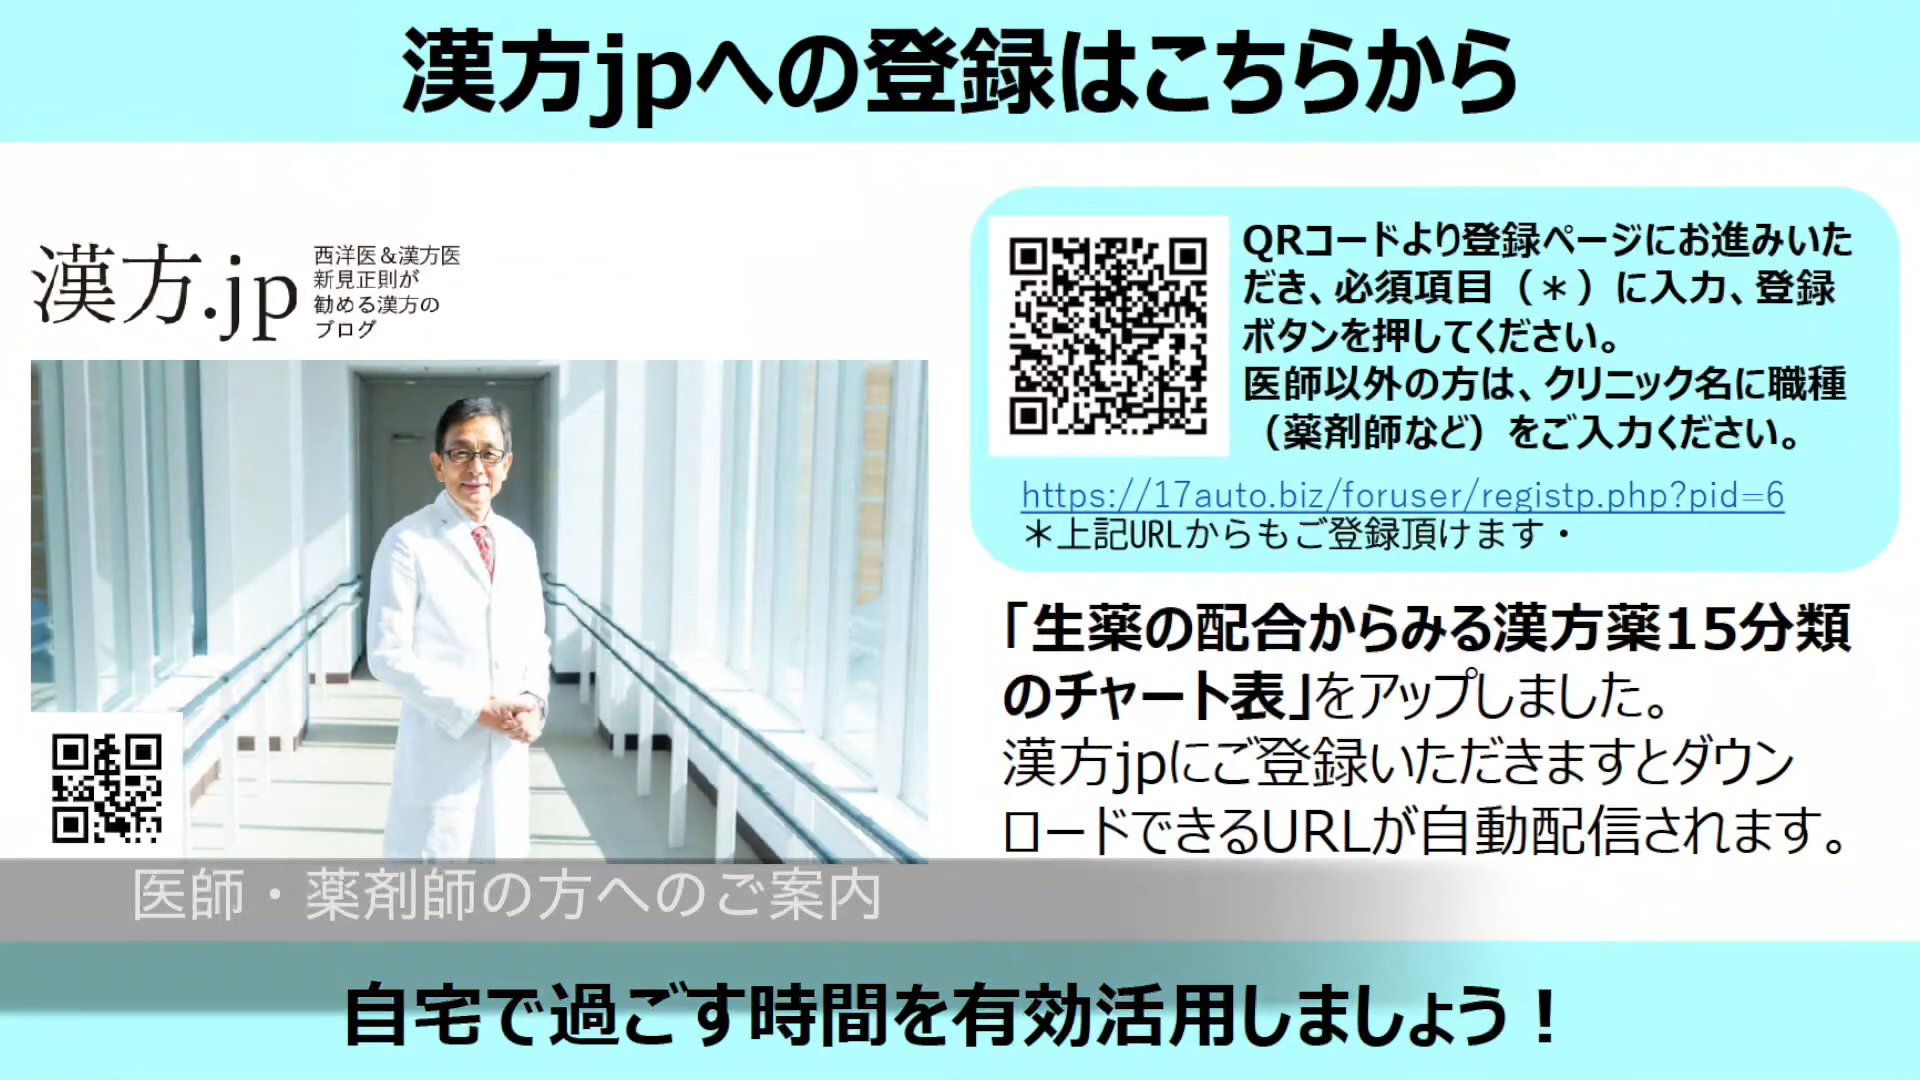 漢方jpへの登録はこちらから
漢方.jp
西洋医＆漢方医
新見正則が
勧める漢方の
ブログ
QRコードより登録ページにお進みいた
だき、必須項目（＊）に入力、登録
ボタンを押してください。
医師以外の方は、クリニック名に職種
（薬剤師など）をご入力ください。
https://17auto.biz/foruser/registp.php?pid=6
＊上記URLからもご登録頂けます・
「生薬の配合からみる漢方薬15分類
のチャート表」をアップしました。
漢方jpにご登録いただきますとダウン
ロードできるURLが自動配信されます。
医師・薬剤師の方へのご案内
自宅で過ごす時間を有効活用しましょう！